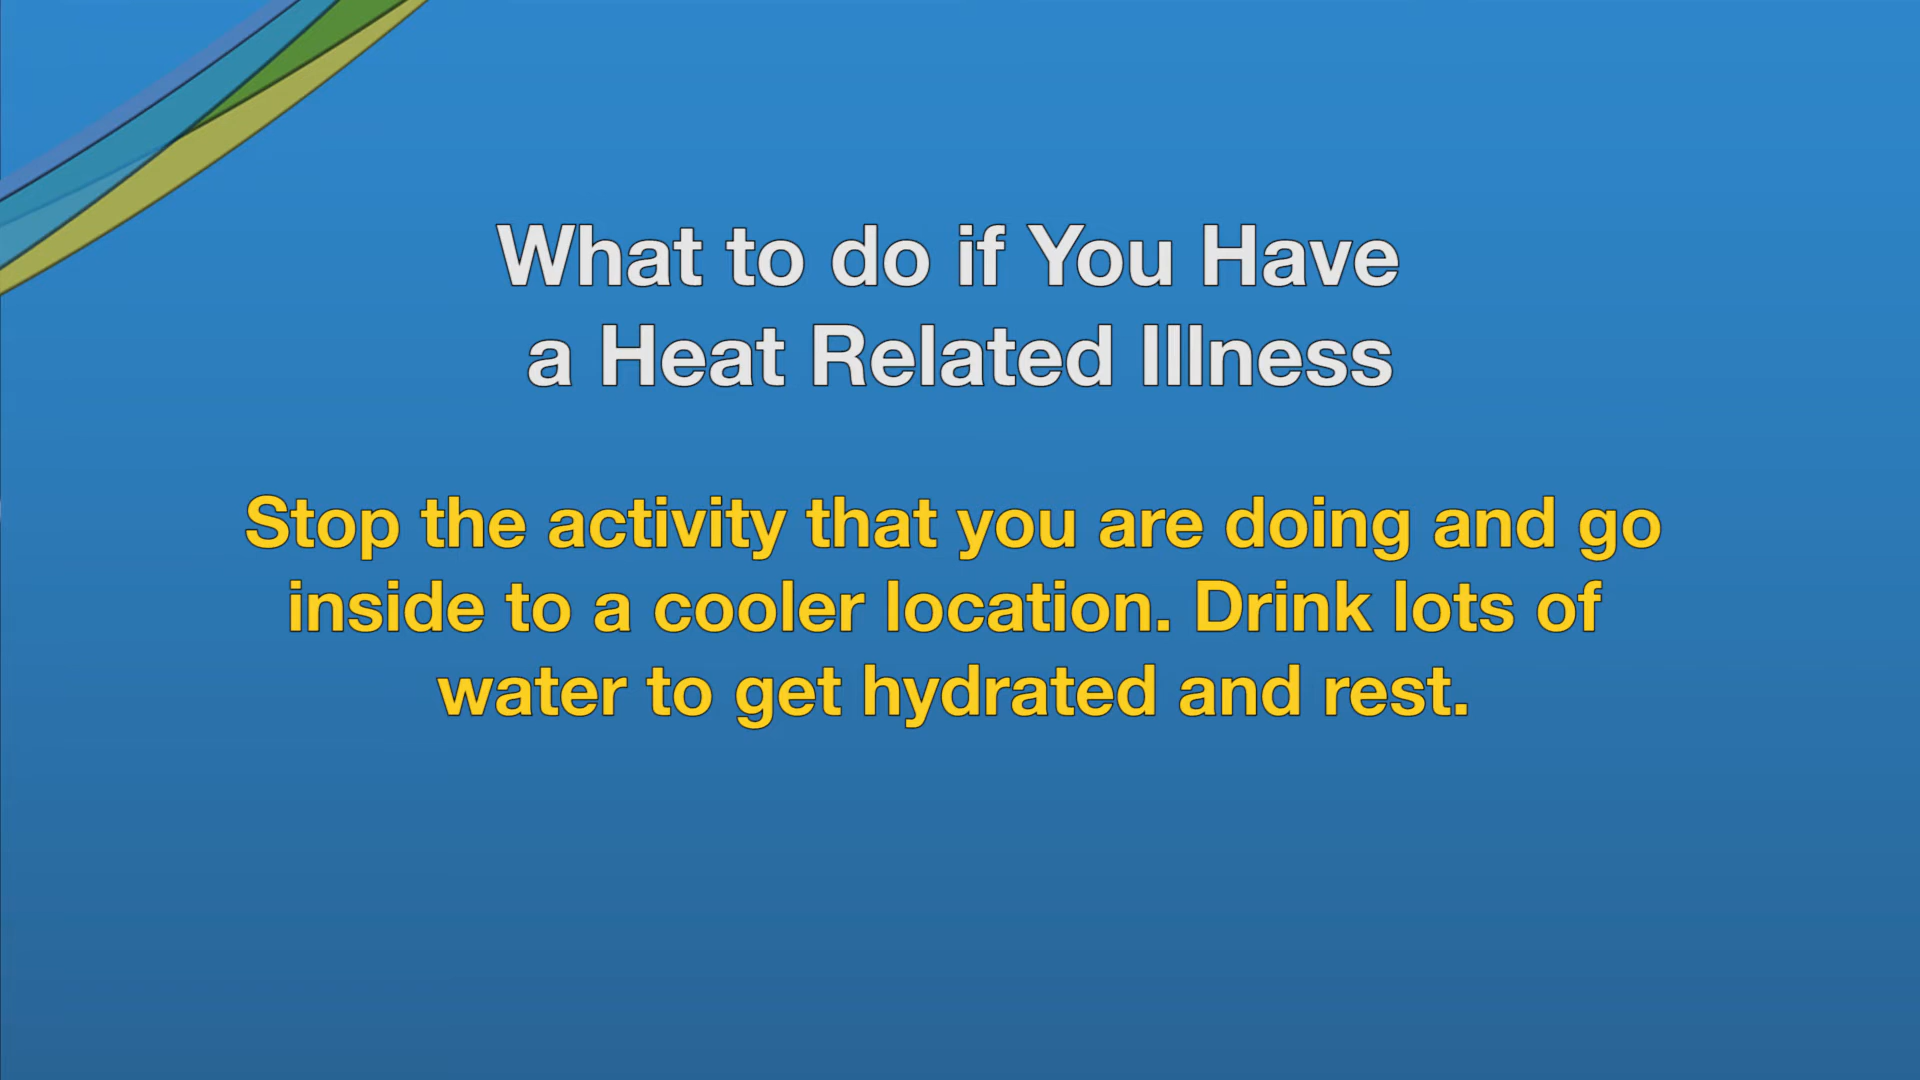 What to do if You Have
a Heat Related Illness
Stop the activity that you are doing and go
inside to a cooler location. Drink lots of
water to get hydrated and rest.